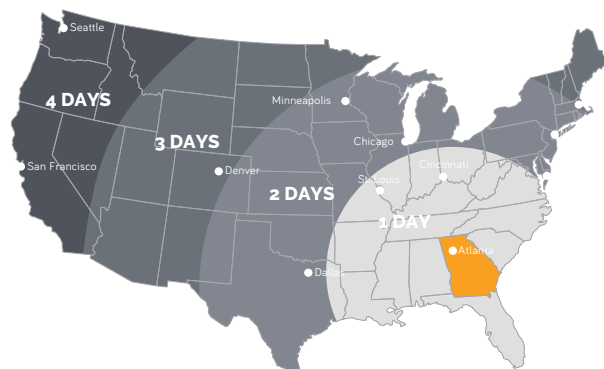 Seattle
4 DAYS
Minneapolis
3 DAYS
Chicago
San Francisco
Denver
Cincinnati
St. Louis
2 DAYS
1 DAY
Atlanta
Dallas